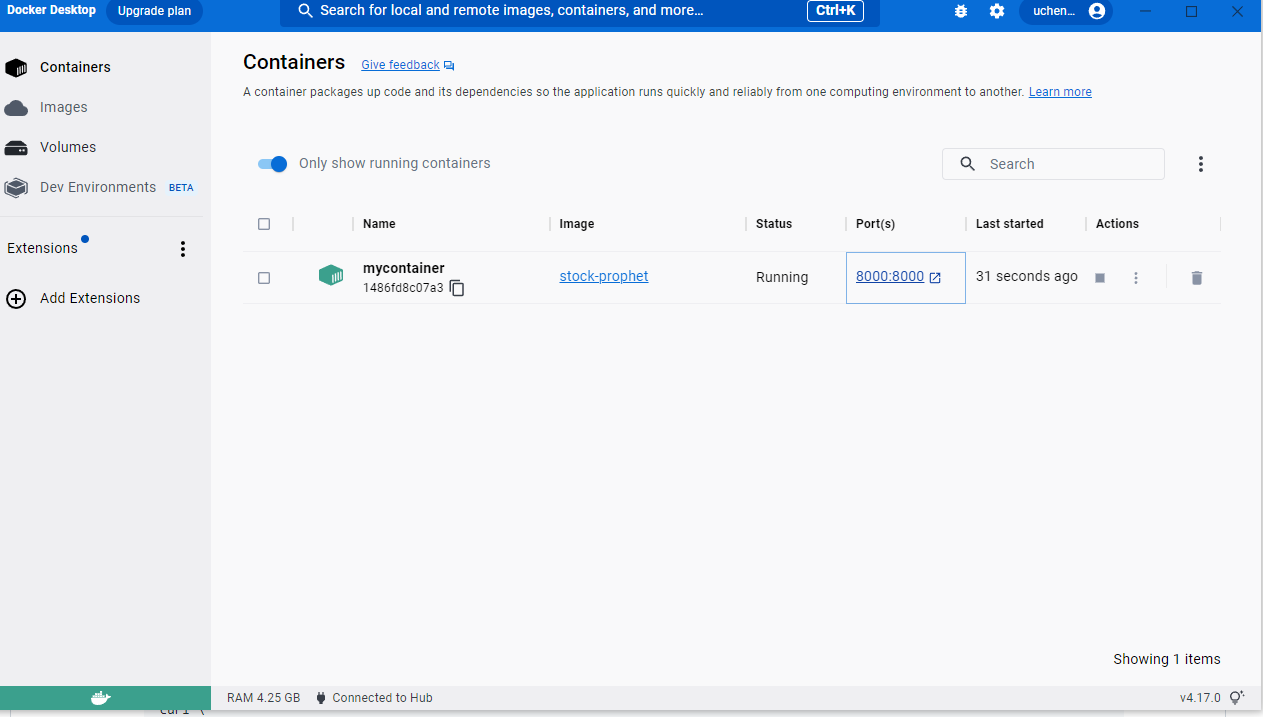 Docker Desktop Upgrade plan Search for local and remote images, containers, and more... Ctrl+K uchen...
Containers
Images
Volumes
Dev Environments BETA
Extensions
Add Extensions
Containers Give feedback
A container packages up code and its dependencies so the application runs quickly and reliably from one computing environment to another. Learn more
Only show running containers Search
Name Image Status Port(s) Last started Actions
mycontainer stock-prophet Running 8000:8000 31 seconds ago
1486fd8c07a3
Showing 1 items
RAM 4.25 GB Connected to Hub v4.17.0